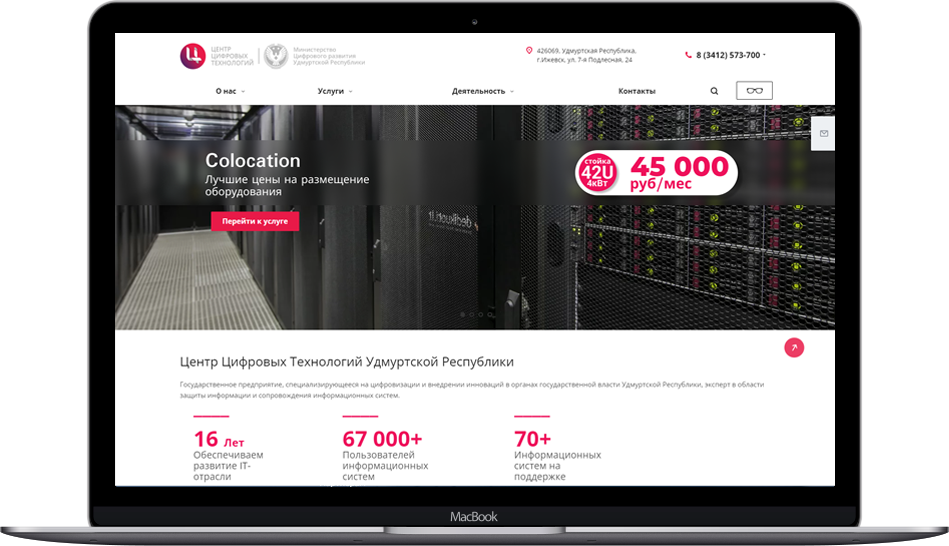 ЦЕНТР
ЦИФРОВЫХ
ТЕХНОЛОГИЙ
Министерство
Цифрового развитие
Удмуртской Республики
426069, Удмуртская Республика,
г.Ижевск, ул. 7-я Подлесная, 24
8 (3412) 573-700
О нас
Услуги
Деятельность
Контакты
Colocation
Лучшие цены на размещение
оборудования
Перейти к услуге
стойка
42U
4кВт
45 000
руб/мес
Центр Цифровых Технологий Удмуртской Республики
Государственное предприятие, специализирующееся на цифровизации и внедрении инноваций в органах государственной власти Удмуртской Республики, эксперт в области
защиты информации и сопровождения информационных систем.
16 Лет
Обеспечиваем
развитие IT-
отрасли
67 000+
Пользователей
информационных
систем
70+
Информационных
систем на
поддержке
MacBook